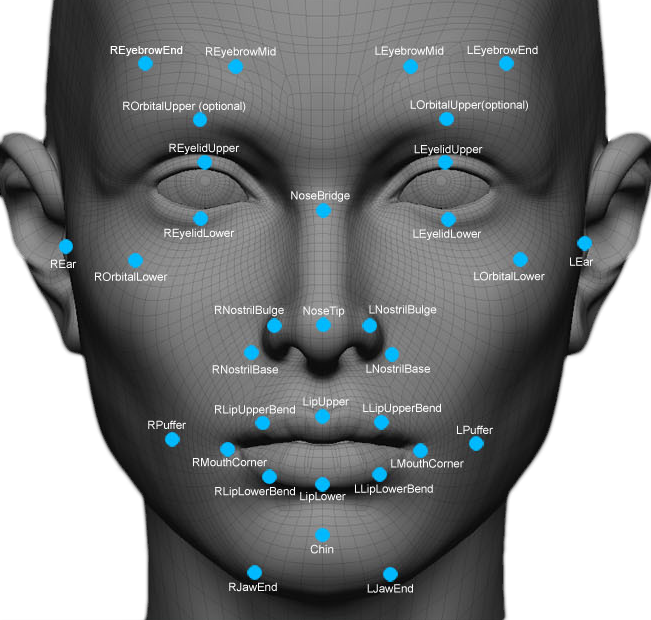 REyebrowEnd
REyebrowMid
LEyebrowMid
LEyebrowEnd
ROrbitalUpper (optional)
LOrbitalUpper(optional)
REyelidUpper
LEyelidUpper
NoseBridge
REyelidLower
LEyelidLower
REar
LEar
ROrbitalLower
LOrbitalLower
RNostrilBulge
NoseTip
LNostrilBulge
RNostrilBase
LNostrilBase
LipUpper
RLipUpperBend
LLipUpperBend
RPuffer
LPuffer
RMouthCorner
LMouthCorner
RLipLowerBend
LipLower
LLipLowerBend
Chin
RJawEnd
LJawEnd